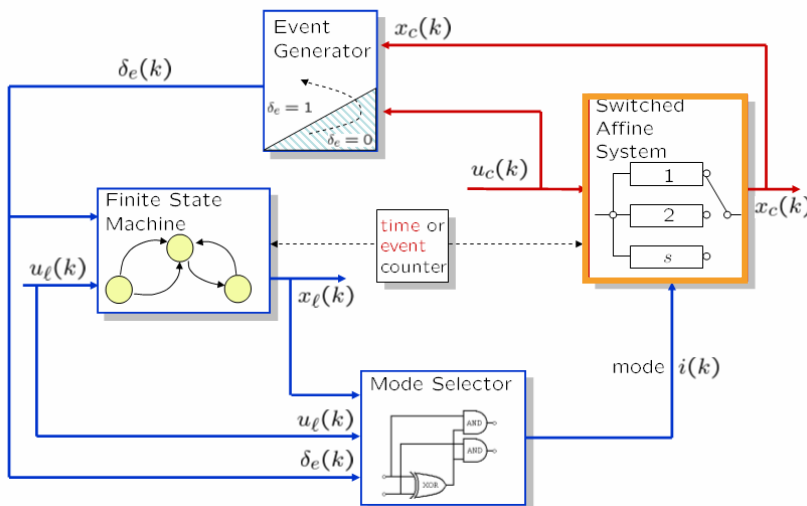 Event
Generator
x_c(k)
δ_e(k)
δ_e = 1
δ_e = 0
Switched
Affine
System
1
2
s
u_c(k)
x_c(k)
Finite State
Machine
time or
event
counter
u_ℓ(k)
x_ℓ(k)
mode i(k)
Mode Selector
AND
AND
XOR
u_ℓ(k)
δ_e(k)